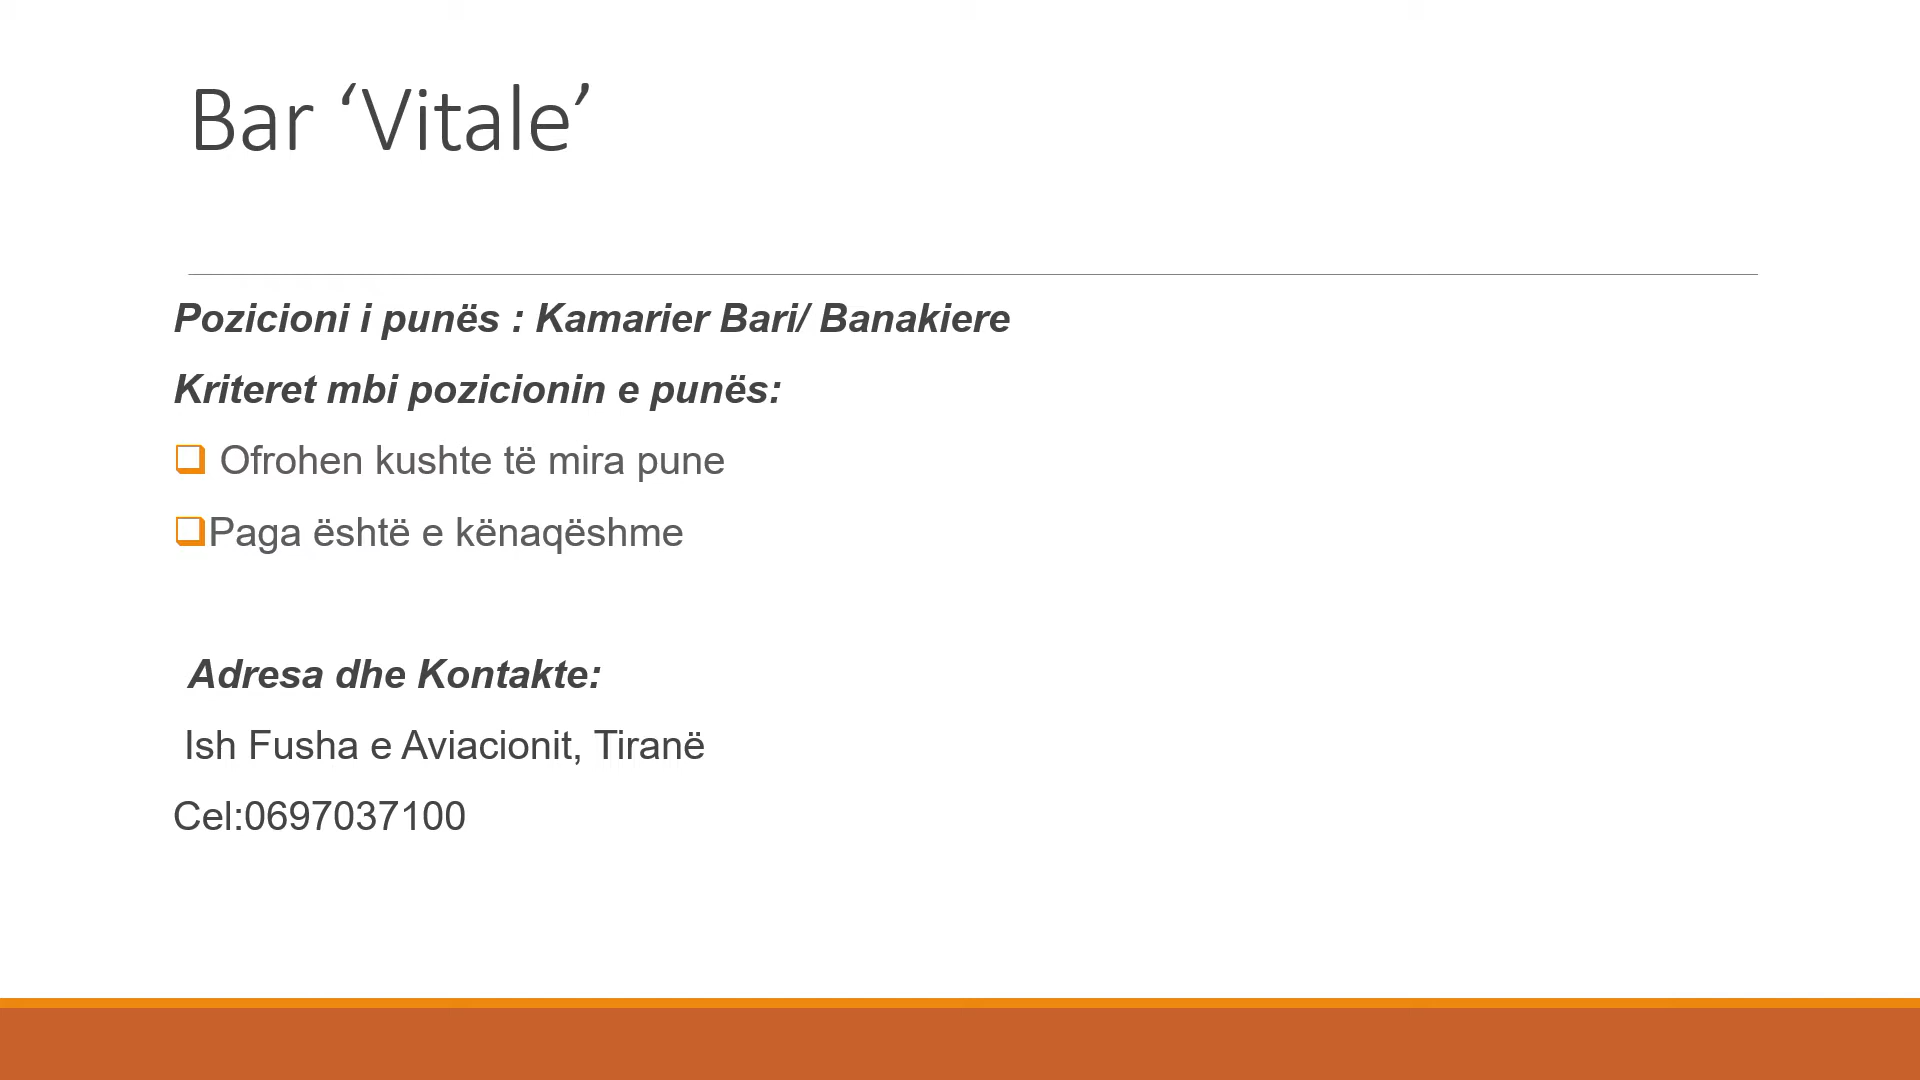 Bar ‘Vitale’
Pozicioni i punës : Kamarier Bari/ Banakiere
Kriteret mbi pozicionin e punës:
Ofrohen kushte të mira pune
Paga është e kënaqëshme
Adresa dhe Kontakte:
Ish Fusha e Aviacionit, Tiranë
Cel:0697037100